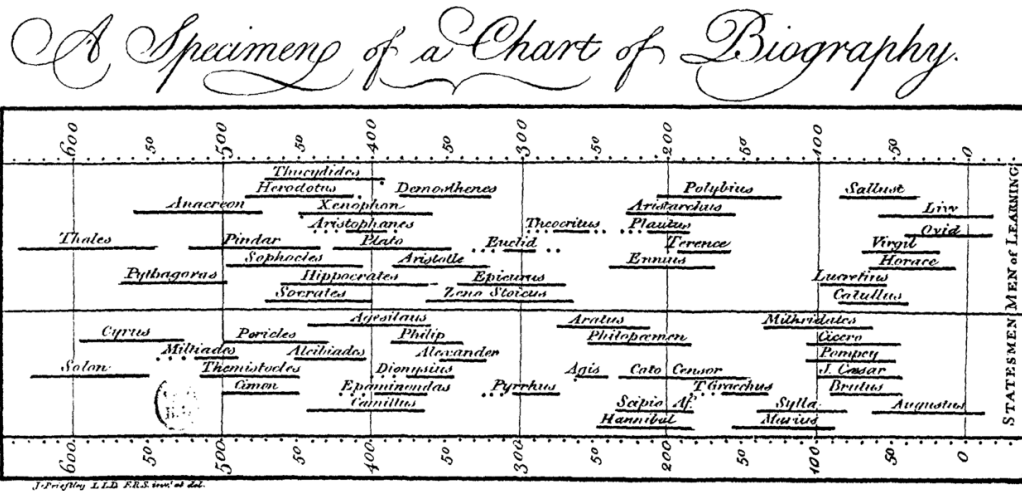 A Specimen of a Chart of Biography.
600 50 500 50 400 50 300 50 200 50 100 50 0
Thucydides
Herodotus Demosthenes Polybius Sallust
Anacreon Xenophon Aristarchus Livy
Aristophanes Theocritus Plautus Ovid
Thales Pindar Plato Euclid Terence Virgil
Sophocles Aristotle Ennius Horace
Pythagoras Hippocrates Epicurus Lucretius
Socrates Zeno Stoicus Catullus
MEN of LEARNING
Agesilaus Aratus Mithridates
Cyrus Pericles Philip Philopœmen Cicero
Miltiades Alcibiades Alexander Pompey
Solon Themistocles Dionysius Agis Cato Censor J. Cæsar
Cimon Epaminondas Pyrrhus T. Gracchus Brutus
Camillus Scipio Af. Sylla Augustus
Hannibal Marius
STATESMEN
600 50 500 50 400 50 300 50 200 50 100 50 0
J. Priestley L.L.D. F.R.S. inv.t et del.